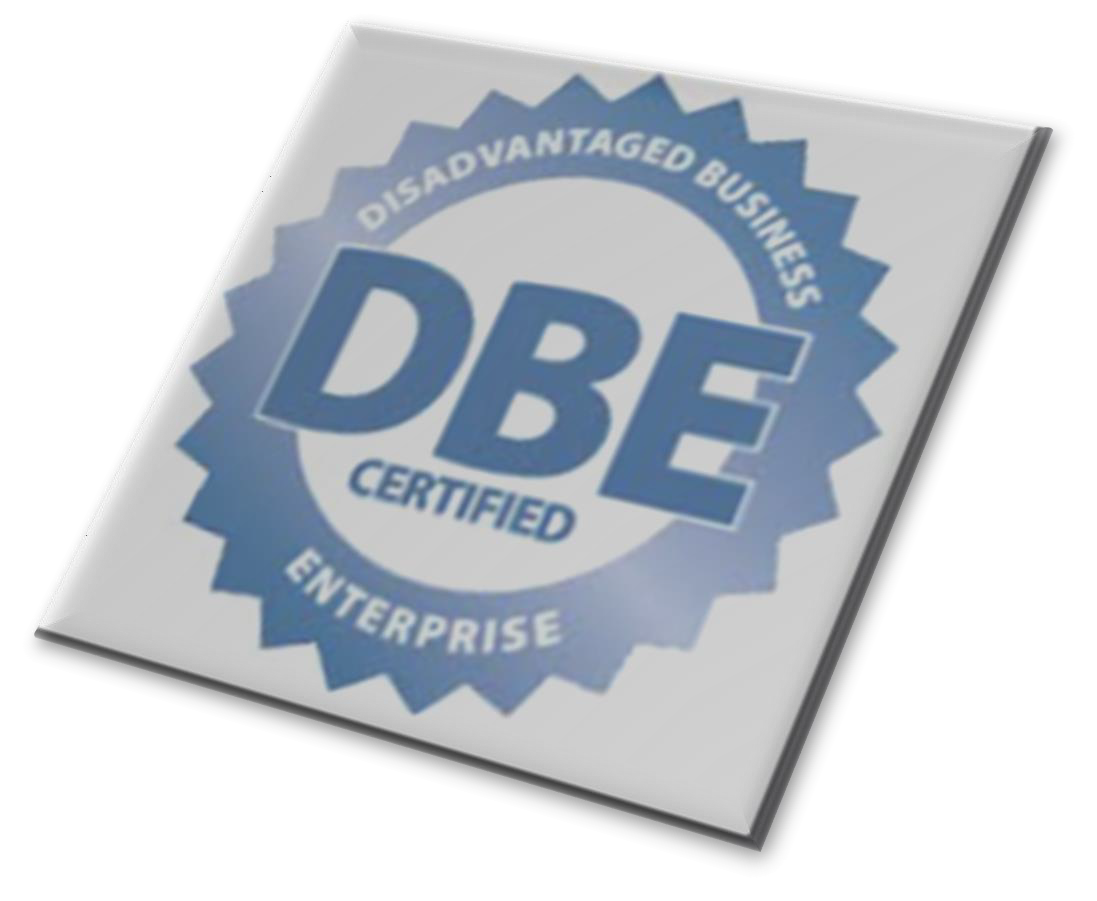 DISADVANTAGED BUSINESS
DBE
CERTIFIED
ENTERPRISE